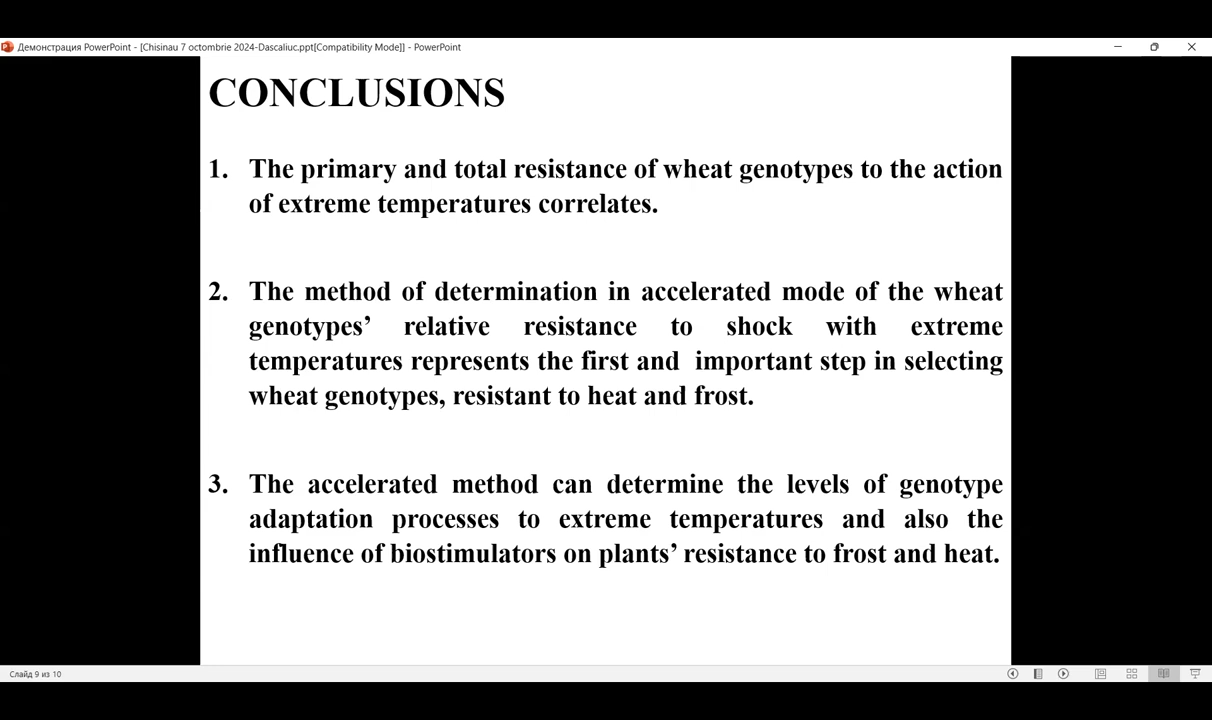 Демонстрация PowerPoint - [Chisinau 7 octombrie 2024-Dascaliuc.ppt[Compatibility Mode]] - PowerPoint
CONCLUSIONS
1. The primary and total resistance of wheat genotypes to the action
of extreme temperatures correlates.
2. The method of determination in accelerated mode of the wheat
genotypes’ relative resistance to shock with extreme
temperatures represents the first and important step in selecting
wheat genotypes, resistant to heat and frost.
3. The accelerated method can determine the levels of genotype
adaptation processes to extreme temperatures and also the
influence of biostimulators on plants’ resistance to frost and heat.
Слайд 9 из 10